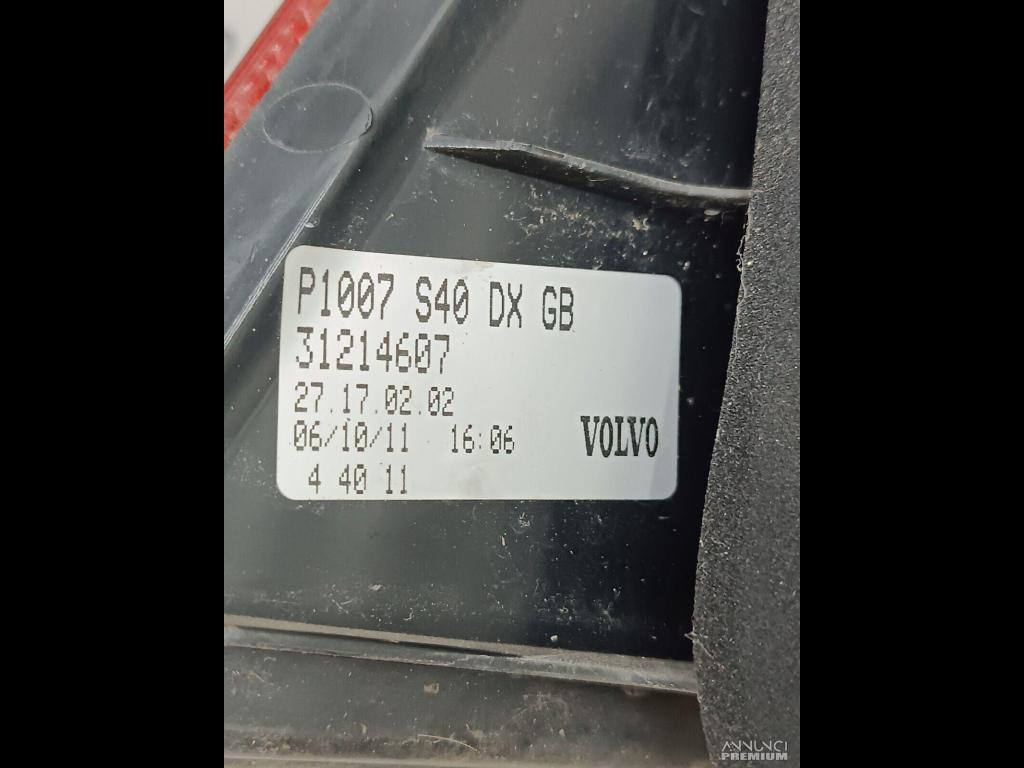 P1007 S40 DX GB
31214607
27.17.02.02
06/10/11 16:06
VOLVO
4 40 11
ANNUNCI
PREMIUM